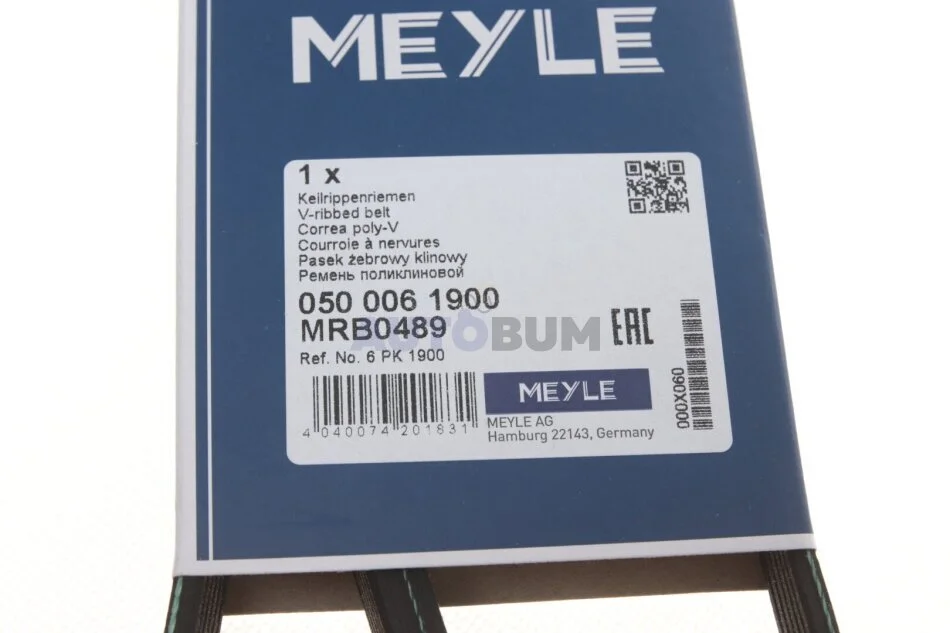 MEYLE
1 x
Keilrippenriemen
V-ribbed belt
Correa poly-V
Courroie à nervures
Pasek żebrowy klinowy
Ремень поликлиновой
050 006 1900
MRB0489
AUTOBUM
EAC
Ref. No. 6 PK 1900
MEYLE
4 040074 201831
MEYLE AG
Hamburg 22143, Germany
000X060